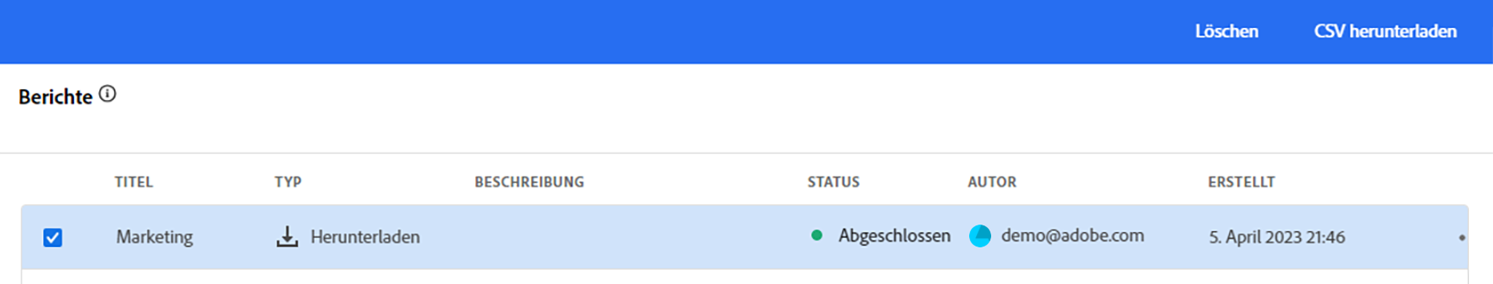 Löschen CSV herunterladen
Berichte
TITEL TYP BESCHREIBUNG STATUS AUTOR ERSTELLT
Marketing Herunterladen Abgeschlossen demo@adobe.com 5. April 2023 21:46